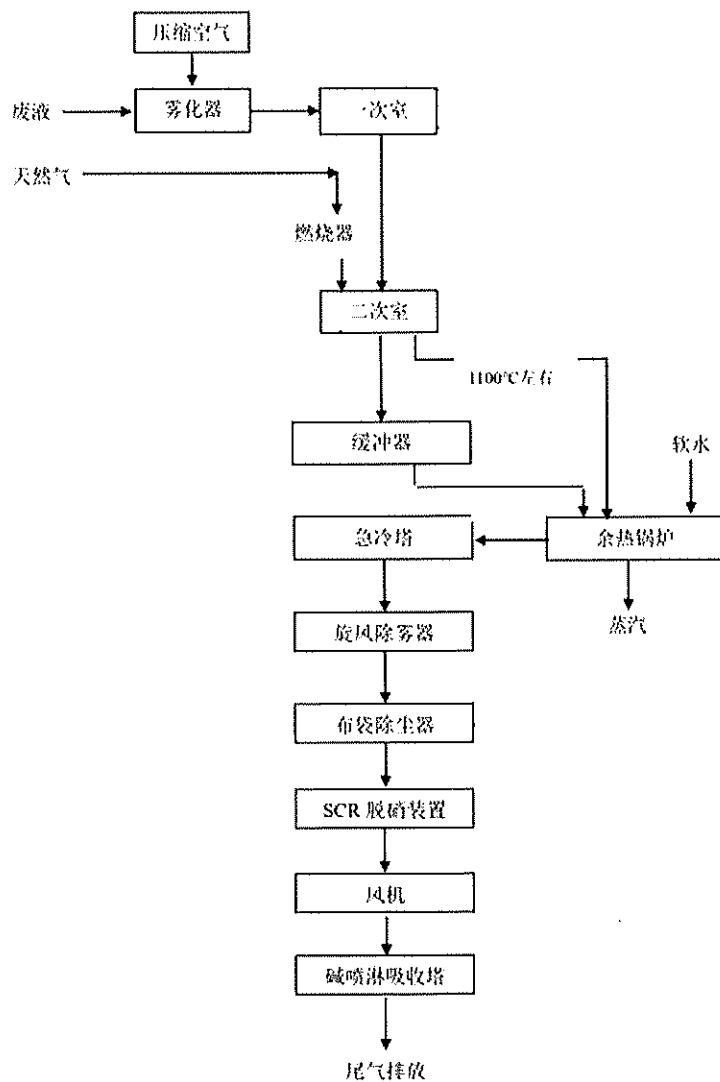 压缩空气
废液
雾化器
一次室
天然气
燃烧器
二次室
1100℃左右
缓冲器
软水
急冷塔
余热锅炉
旋风除雾器
蒸汽
布袋除尘器
SCR 脱硝装置
风机
碱喷淋吸收塔
尾气排放